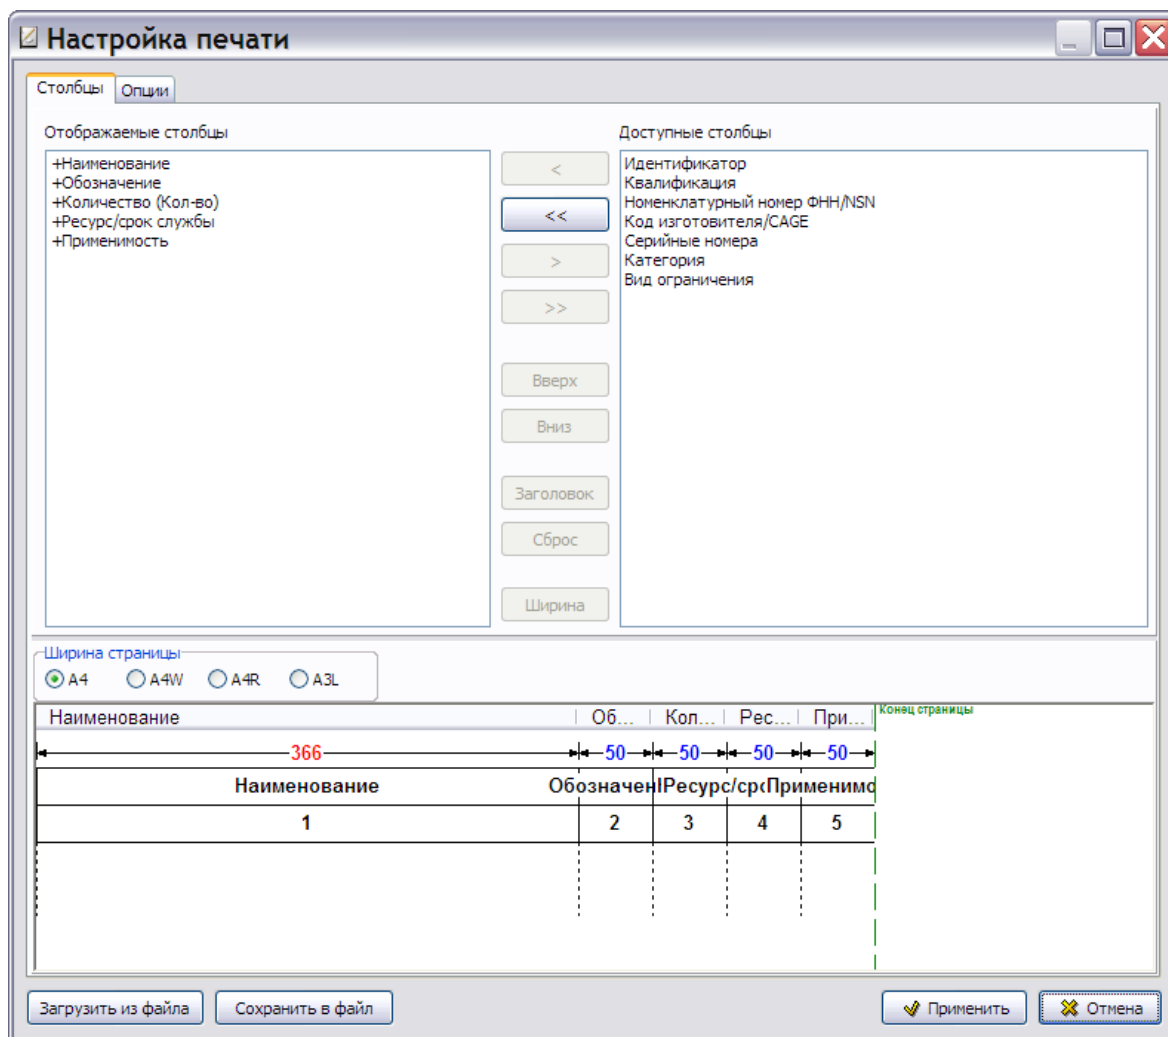 Настройка печати
Столбцы Опции
Отображаемые столбцы
Доступные столбцы
+Наименование
+Обозначение
+Количество (Кол-во)
+Ресурс/срок службы
+Применимость
<
<<
>
>>
Вверх
Вниз
Заголовок
Сброс
Ширина
Идентификатор
Квалификация
Номенклатурный номер ФНН/NSN
Код изготовителя/CAGE
Серийные номера
Категория
Вид ограничения
Ширина страницы
A4 A4W A4R A3L
Наименование Об... Кол... Рес... При... Конец страницы
366 50 50 50 50
Наименование Обозначен Ресурс/сро Применимо
1 2 3 4 5
Загрузить из файла Сохранить в файл Применить Отмена